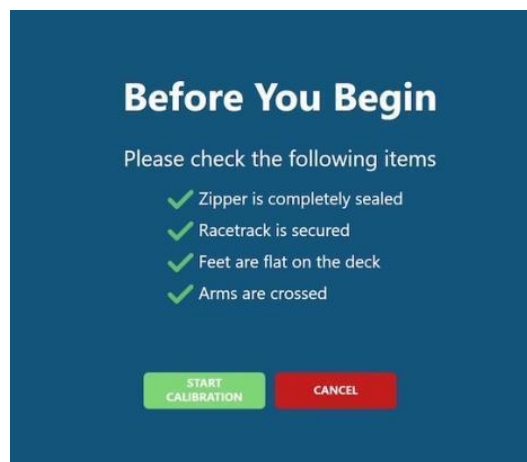 Before You Begin
Please check the following items
Zipper is completely sealed
Racetrack is secured
Feet are flat on the deck
Arms are crossed
START
CALIBRATION
CANCEL